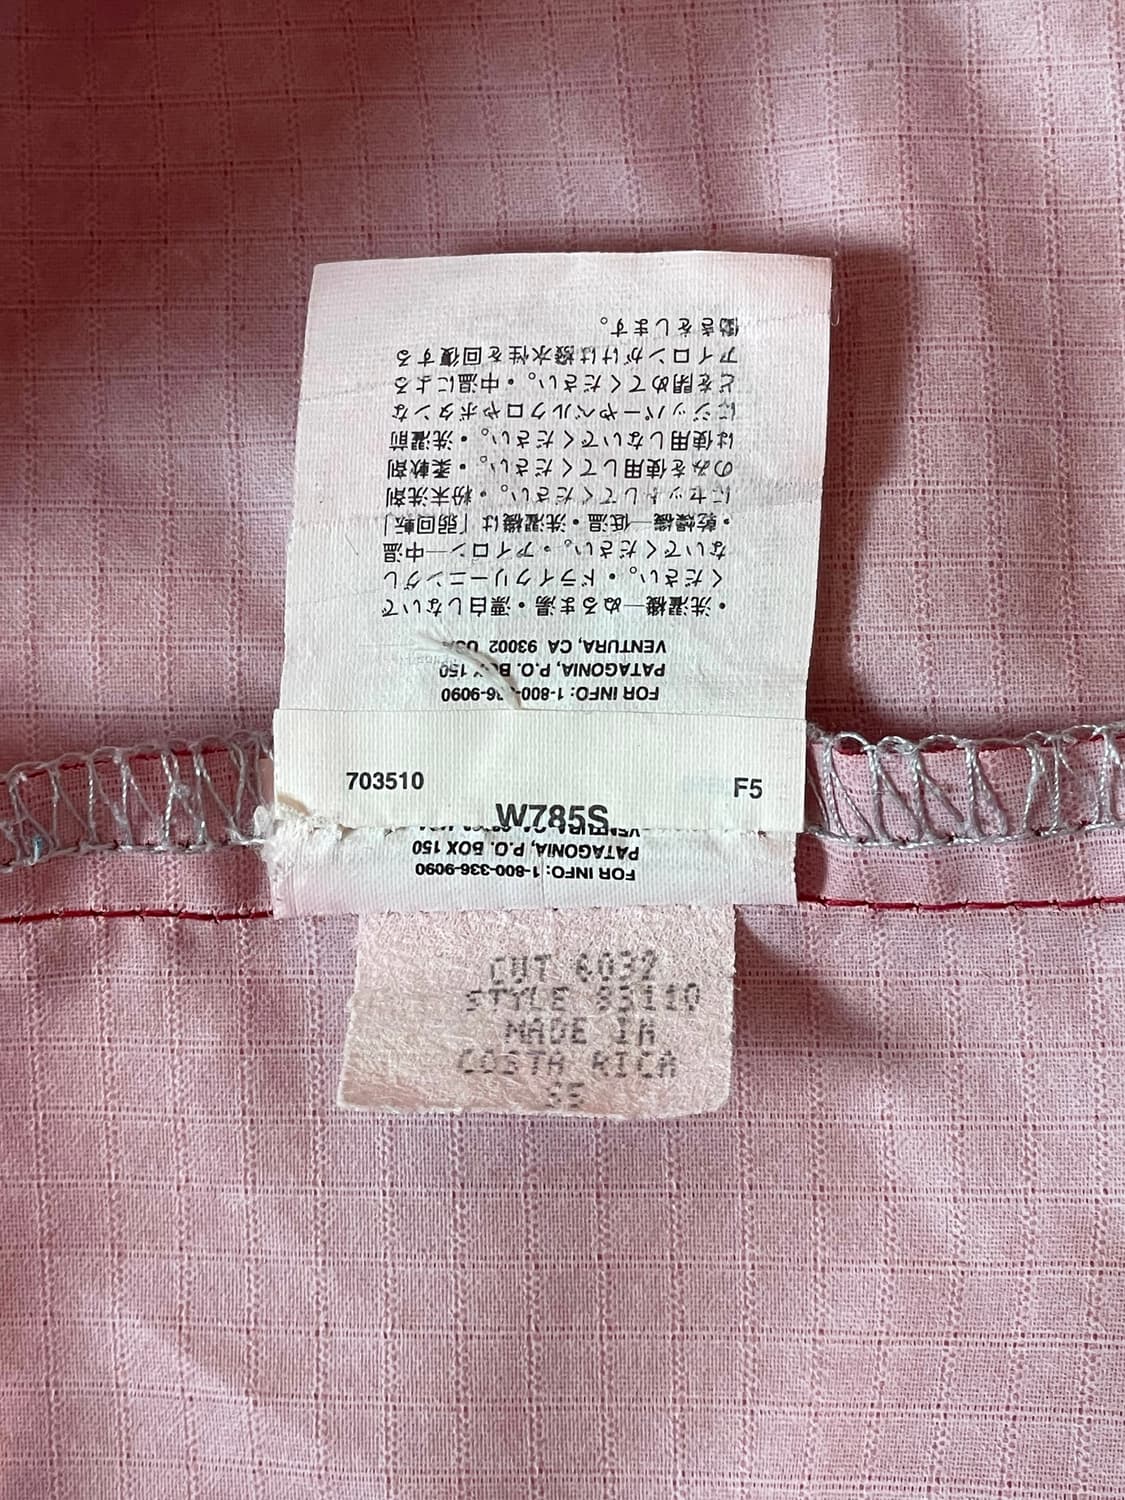 FOR INFO: 1-800-336-9090
PATAGONIA, P.O. BOX 150
VENTURA, CA 93002 USA
・洗濯機—ぬるま湯・漂白しないで
ください。・ドライクリーニングし
ないでください。・アイロン—中温
・乾燥機—低温・洗濯機は「弱回転」
にセットしてください。・粉末洗剤
のみを使用してください。・柔軟剤
は使用しないでください。・洗濯前
にジッパーやベルクロやボタンな
どを閉めてください。・中温による
アイロンがけは撥水性を回復する
働きをします。
703510 F5
W785S
FOR INFO: 1-800-336-9090
PATAGONIA, P.O. BOX 150
CUT 6032
STYLE 83110
MADE IN
COSTA RICA